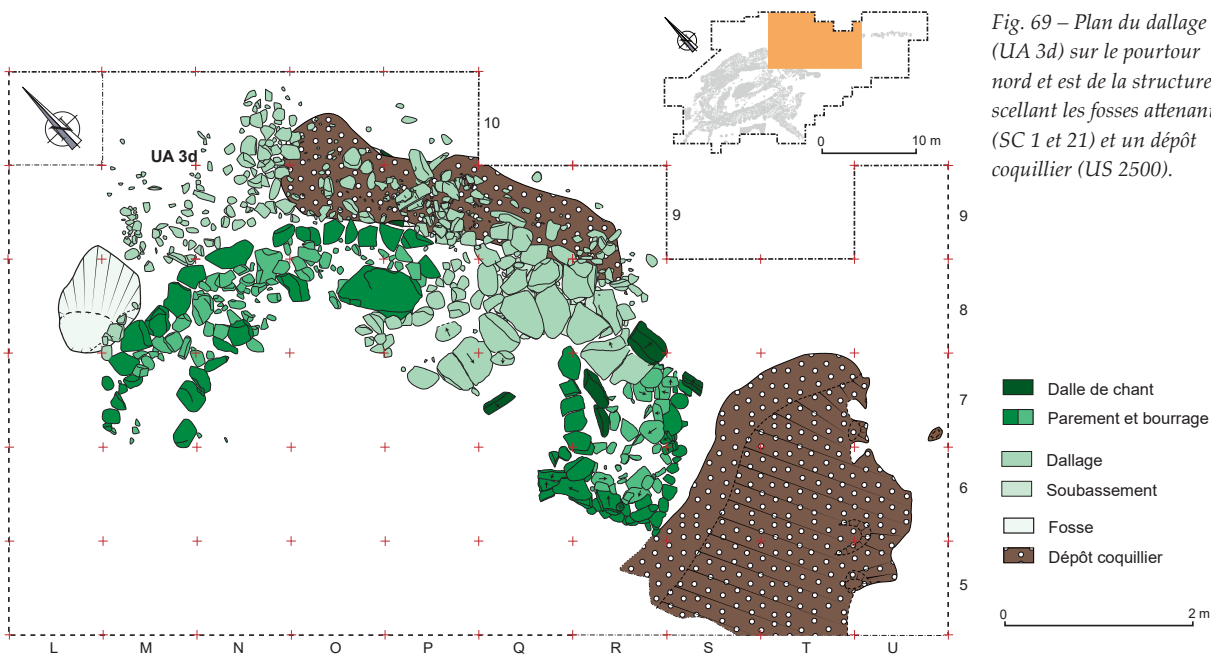 Fig. 69 – Plan du dallage
(UA 3d) sur le pourtour
nord et est de la structure
scellant les fosses attenant
(SC 1 et 21) et un dépôt
coquillier (US 2500).
0 10 m
UA 3d
10
9
9
8
7
6
5
L M N O P Q R S T U
Dalle de chant
Parement et bourrage
Dallage
Soubassement
Fosse
Dépôt coquillier
0 2 m